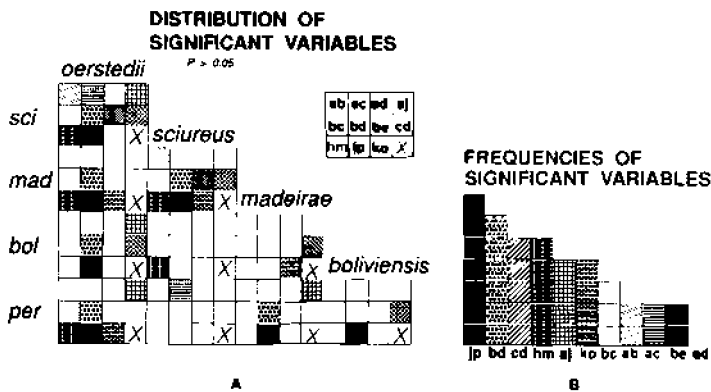 DISTRIBUTION OF
SIGNIFICANT VARIABLES
P > 0.05
oerstedii
ab ac ad aj
bc bd be cd
hm jp ko X
sci
X sciureus
FREQUENCIES OF
SIGNIFICANT VARIABLES
mad
X X madeirae
bol
X X X boliviensis
per
X X X X
jp bd cd hm aj ko bc ab ac be ad
A B